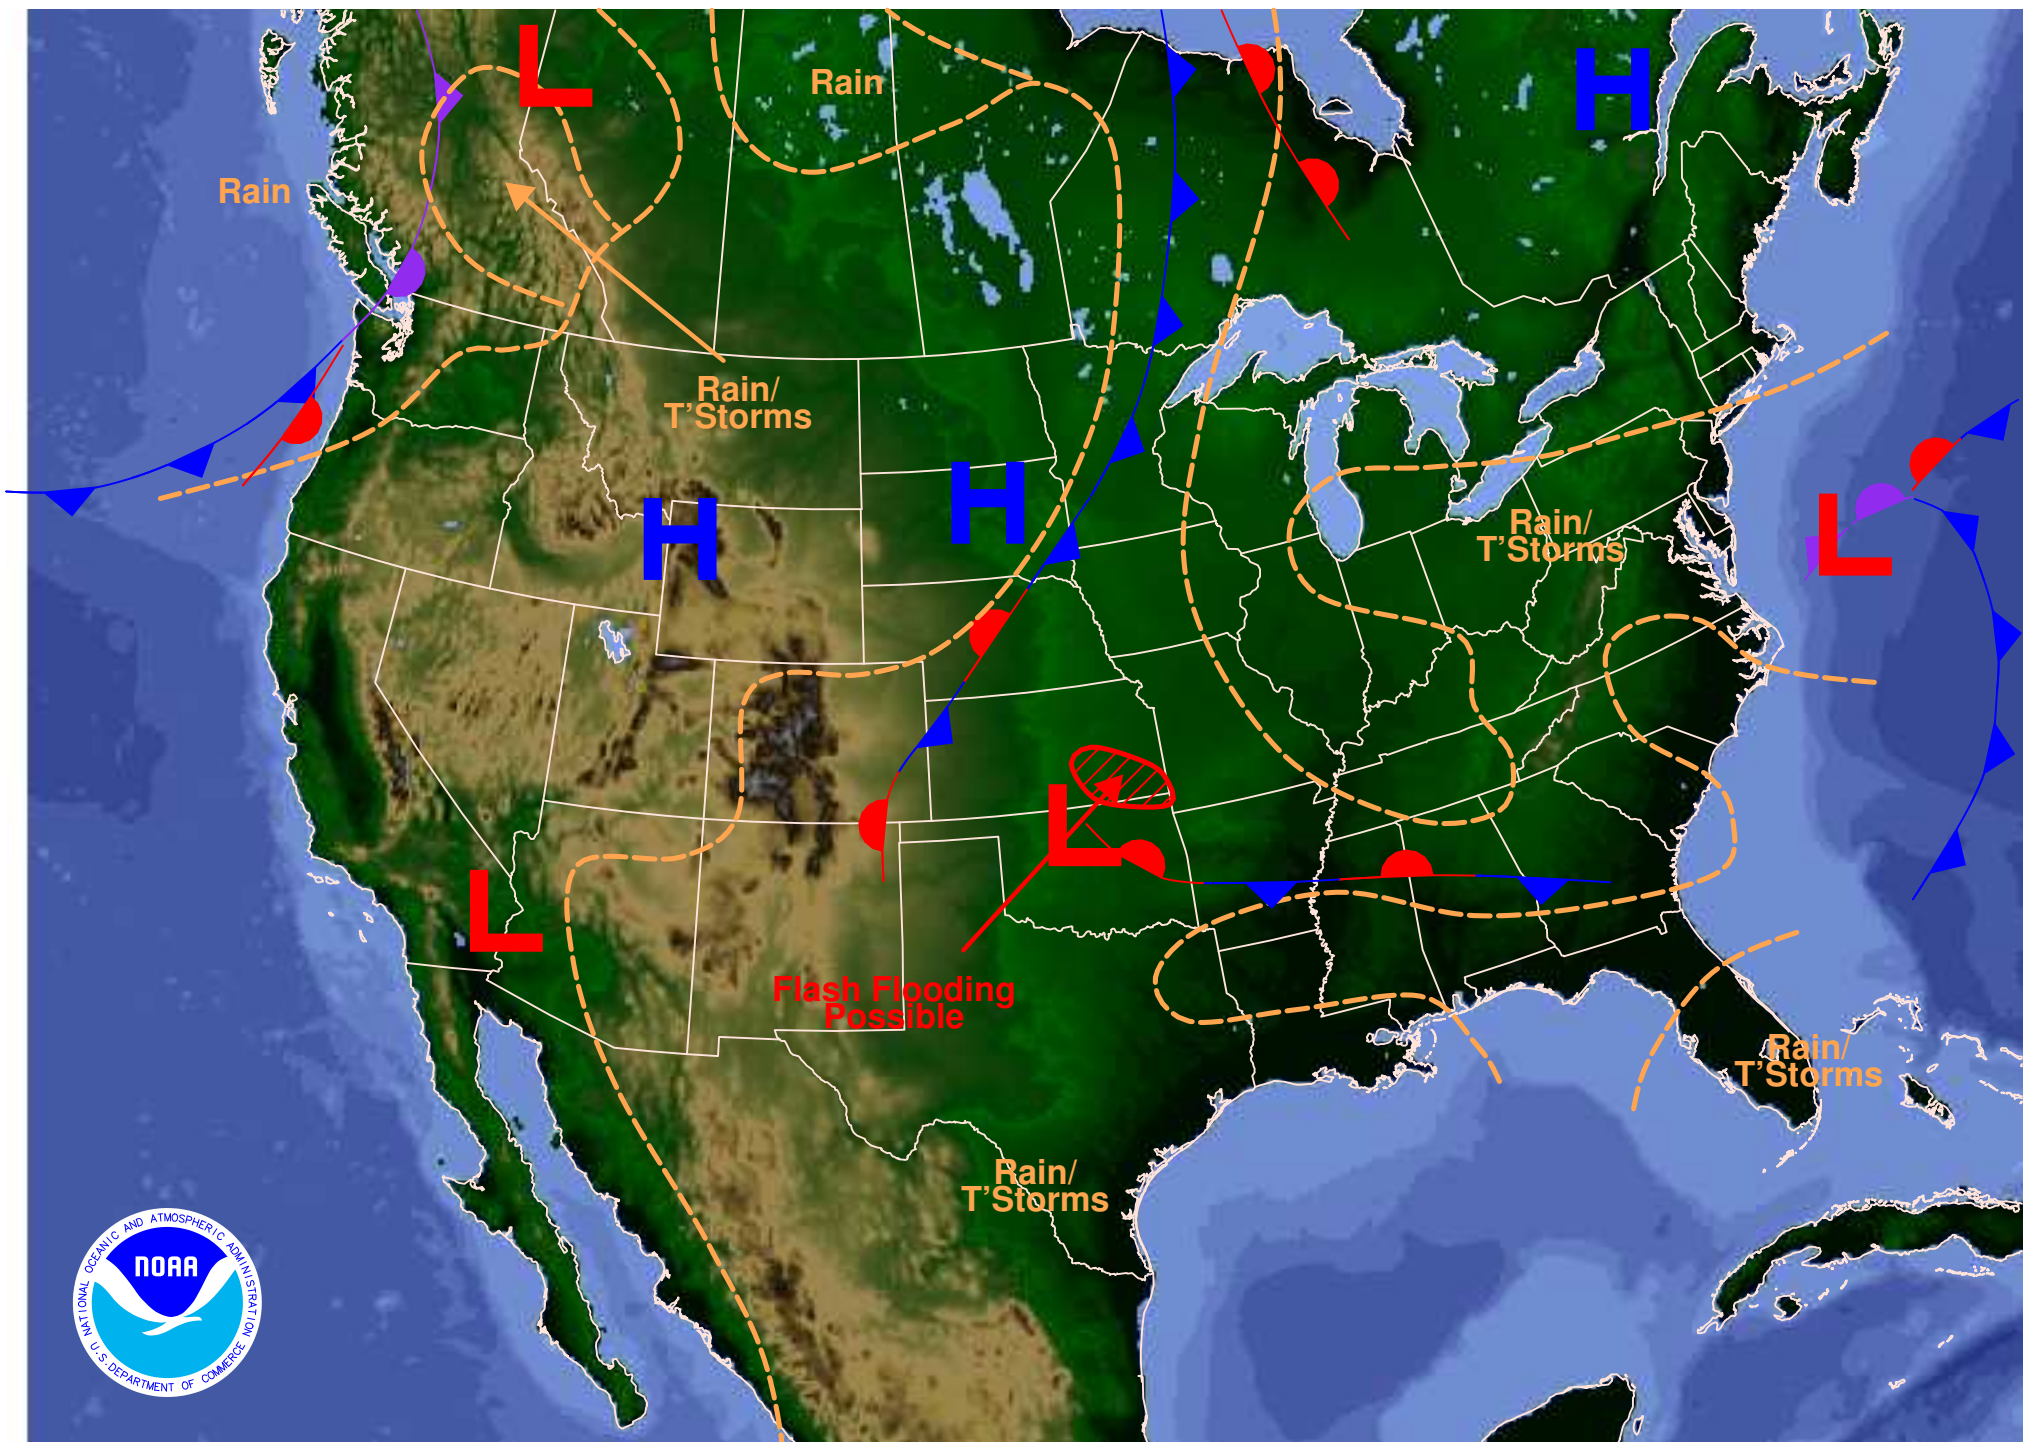 L
Rain
H
Rain
Rain/
T'Storms
H
H
L
Rain/
T'Storms
L
L
Flash Flooding
Possible
Rain/
T'Storms
Rain/
T'Storms
NATIONAL OCEANIC AND ATMOSPHERIC ADMINISTRATION
NOAA
U.S. DEPARTMENT OF COMMERCE